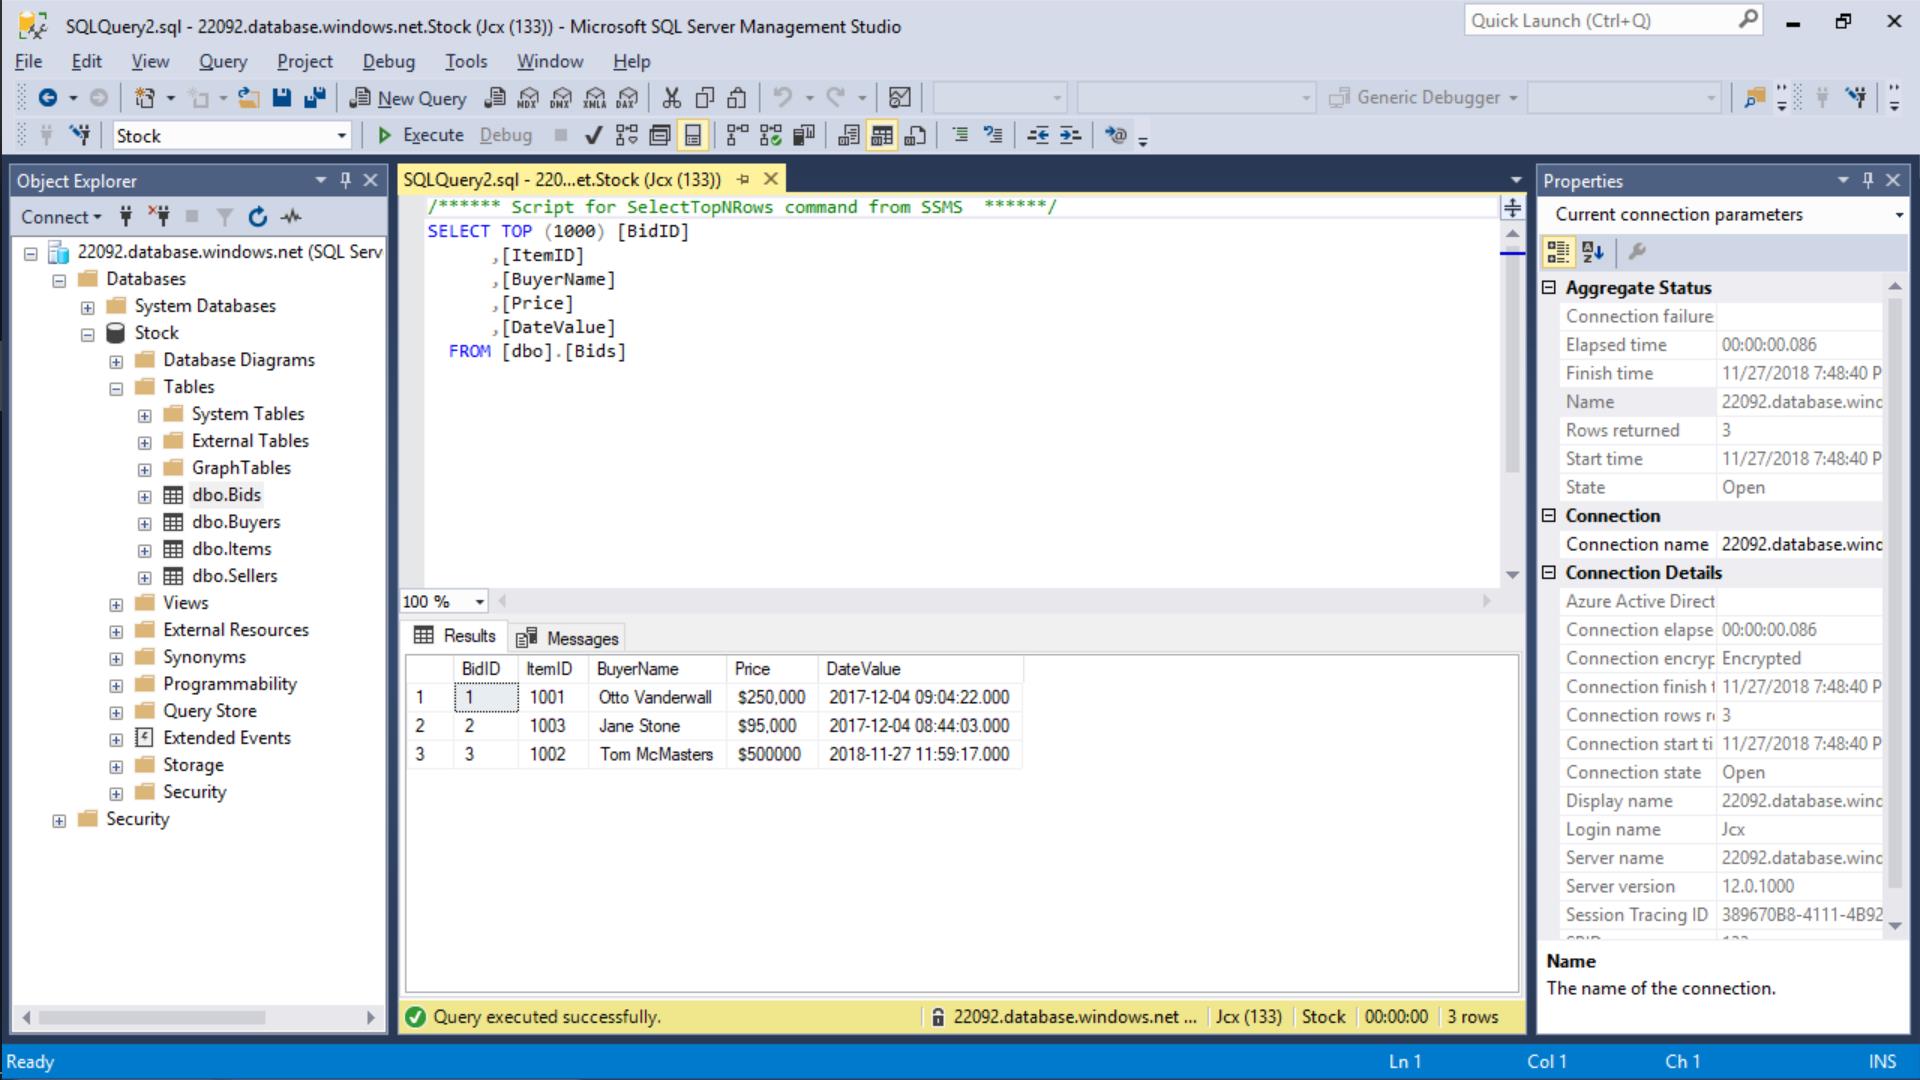 SQLQuery2.sql - 22092.database.windows.net.Stock (Jcx (133)) - Microsoft SQL Server Management Studio
Quick Launch (Ctrl+Q)
File Edit View Query Project Debug Tools Window Help
New Query MDX DMX XMLA DAX Generic Debugger
Stock Execute Debug
Object Explorer
Connect
22092.database.windows.net (SQL Serv
Databases
System Databases
Stock
Database Diagrams
Tables
System Tables
External Tables
GraphTables
dbo.Bids
dbo.Buyers
dbo.Items
dbo.Sellers
Views
External Resources
Synonyms
Programmability
Query Store
Extended Events
Storage
Security
Security
SQLQuery2.sql - 220...et.Stock (Jcx (133))
/****** Script for SelectTopNRows command from SSMS ******/
SELECT TOP (1000) [BidID]
,[ItemID]
,[BuyerName]
,[Price]
,[DateValue]
FROM [dbo].[Bids]
100 %
Results Messages
BidID ItemID BuyerName Price DateValue
1 1 1001 Otto Vanderwall $250,000 2017-12-04 09:04:22.000
2 2 1003 Jane Stone $95,000 2017-12-04 08:44:03.000
3 3 1002 Tom McMasters $500000 2018-11-27 11:59:17.000
Query executed successfully. 22092.database.windows.net ... Jcx (133) Stock 00:00:00 3 rows
Properties
Current connection parameters
Aggregate Status
Connection failure
Elapsed time 00:00:00.086
Finish time 11/27/2018 7:48:40 P
Name 22092.database.wind
Rows returned 3
Start time 11/27/2018 7:48:40 P
State Open
Connection
Connection name 22092.database.wind
Connection Details
Azure Active Direct
Connection elapse 00:00:00.086
Connection encryp Encrypted
Connection finish t 11/27/2018 7:48:40 P
Connection rows r 3
Connection start ti 11/27/2018 7:48:40 P
Connection state Open
Display name 22092.database.wind
Login name Jcx
Server name 22092.database.wind
Server version 12.0.1000
Session Tracing ID 389670B8-4111-4B92
Name
The name of the connection.
Ready Ln 1 Col 1 Ch 1 INS